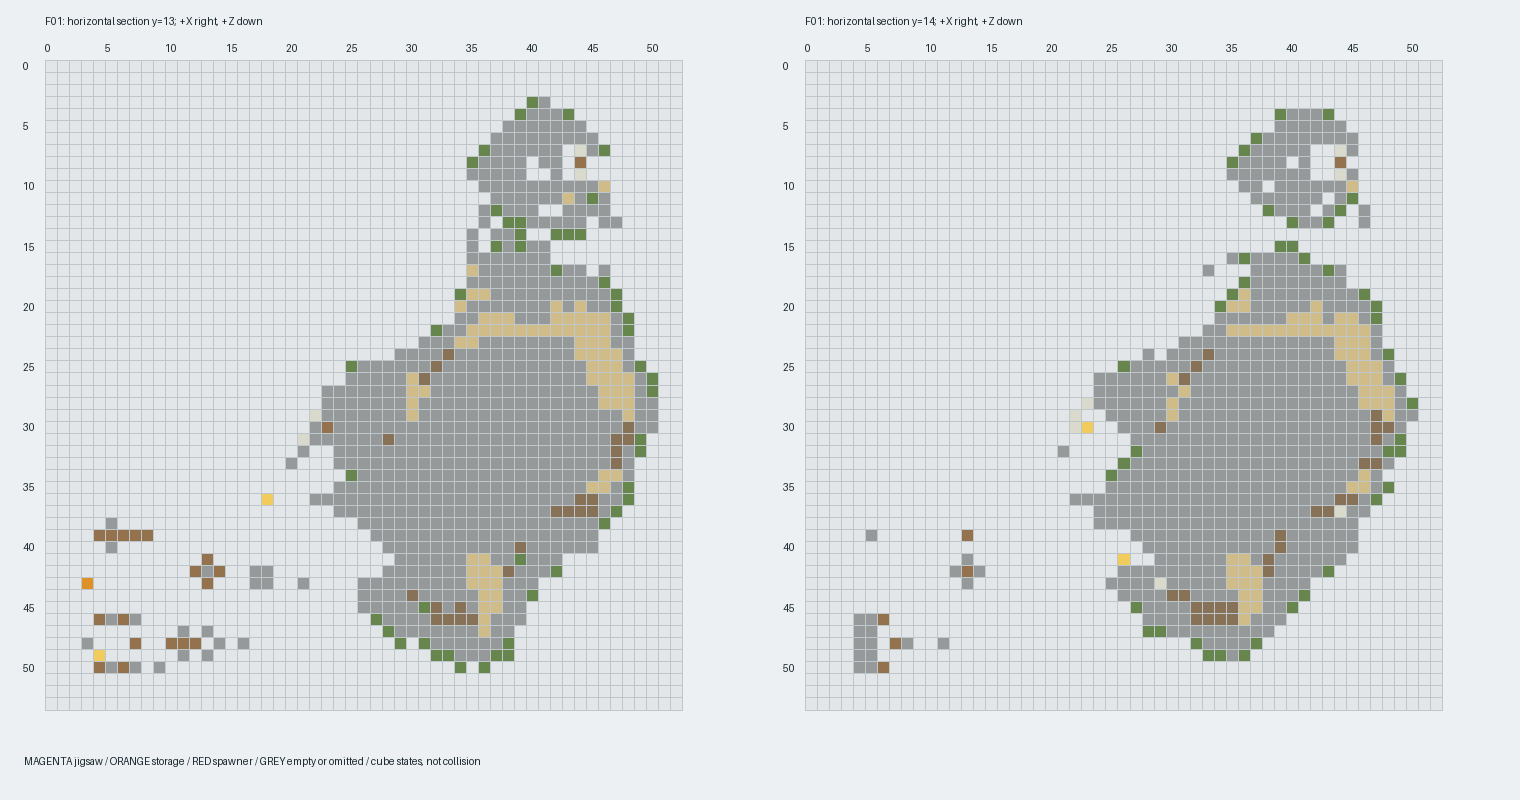 F01: horizontal section y=13; +X right, +Z down
F01: horizontal section y=14; +X right, +Z down
0 5 10 15 20 25 30 35 40 45 50
0 5 10 15 20 25 30 35 40 45 50
0 0
5 5
10 10
15 15
20 20
25 25
30 30
35 35
40 40
45 45
50 50
MAGENTA jigsaw / ORANGE storage / RED spawner / GREY empty or omitted / cube states, not collision